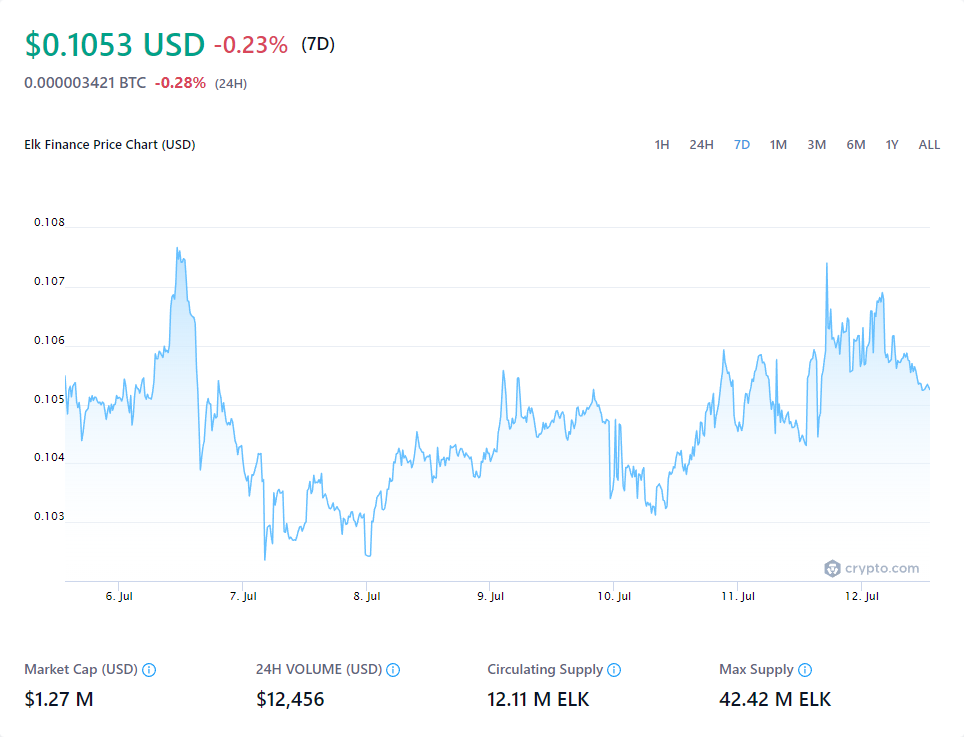 $0.1053 USD -0.23% (7D)
0.000003421 BTC -0.28% (24H)
Elk Finance Price Chart (USD)
1H 24H 7D 1M 3M 6M 1Y ALL
0.108
0.107
0.106
0.105
0.104
0.103
crypto.com
6. Jul 7. Jul 8. Jul 9. Jul 10. Jul 11. Jul 12. Jul
Market Cap (USD) 24H VOLUME (USD) Circulating Supply Max Supply
$1.27 M $12,456 12.11 M ELK 42.42 M ELK